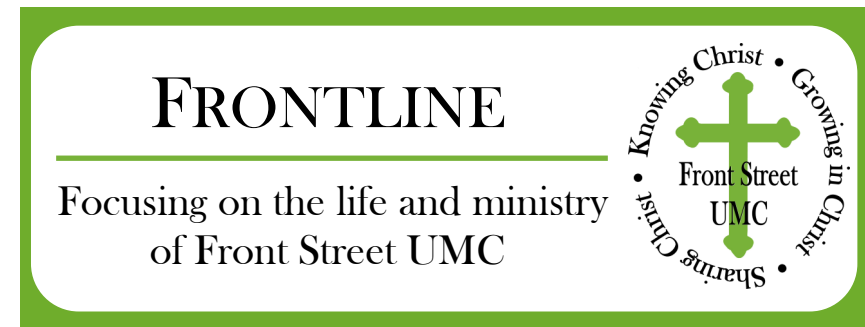 FRONTLINE
Focusing on the life and ministry
of Front Street UMC
Knowing Christ • Growing in Christ • Sharing Christ •
Front Street
UMC